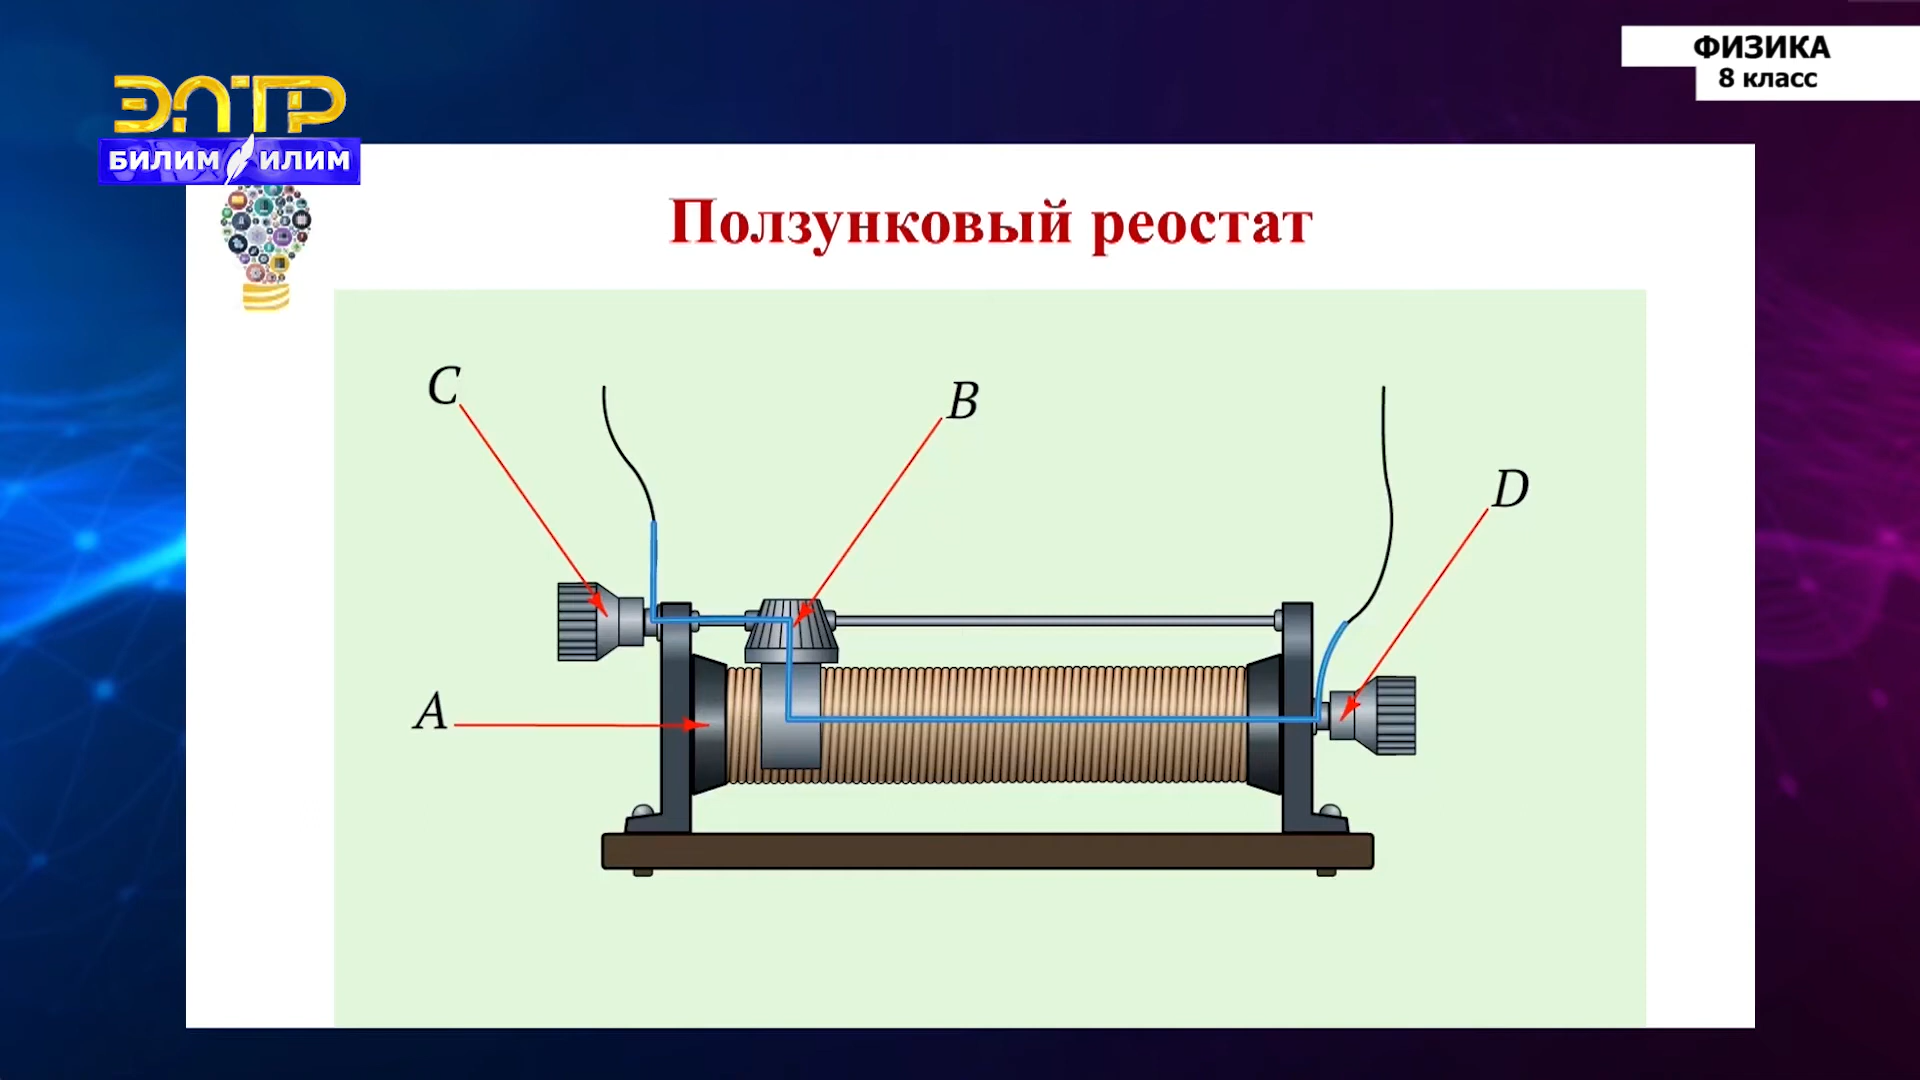 ФИЗИКА
8 класс
ЭЛТР
БИЛИМ ИЛИМ
Ползунковый реостат
C
B
D
A